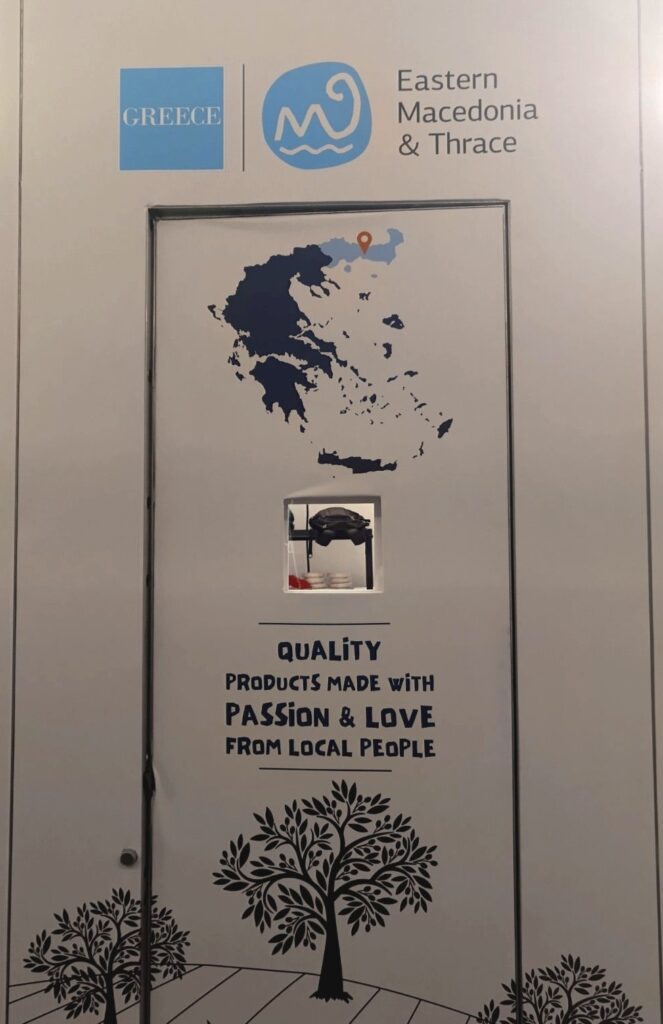 GREECE
Eastern
Macedonia
& Thrace
QUALiTY
PRODUCTS MADE WiTH
PASSiON & LOVE
FROM LOCAL PEOPLE